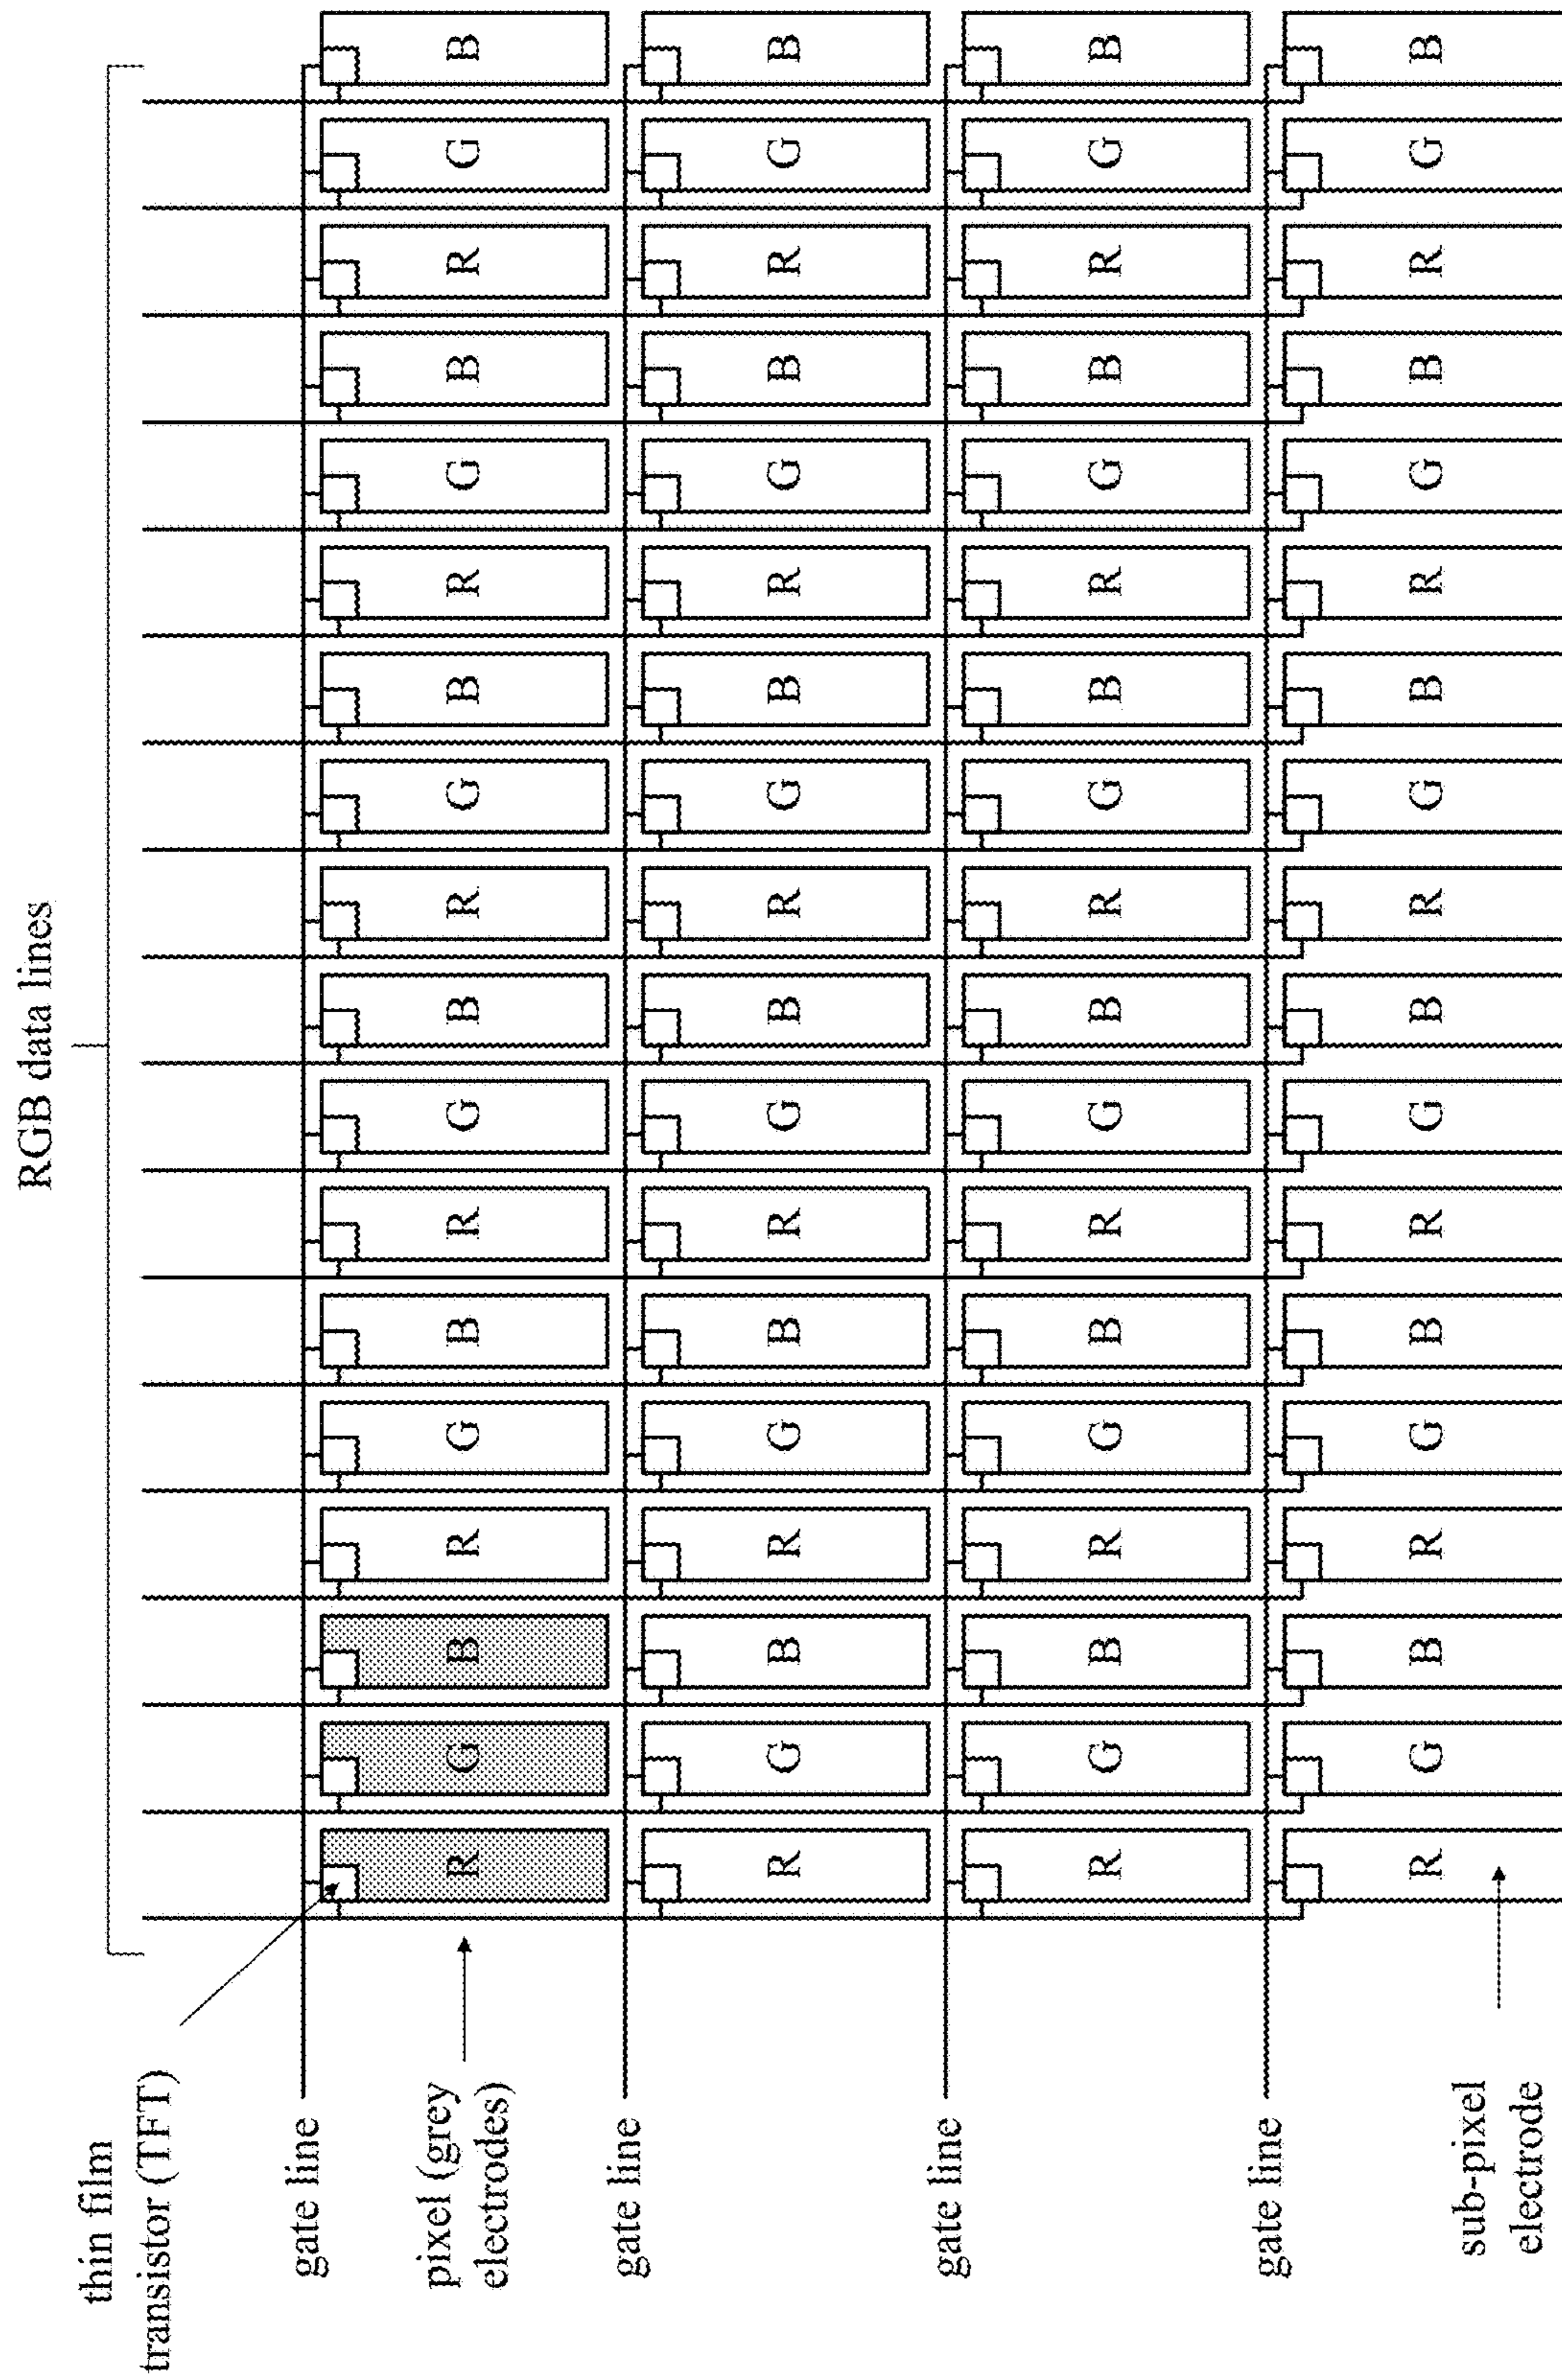 RGB data lines
thin film
transistor (TFT)
gate line
pixel (grey
electrodes)
R G B R G B R G B R G B R G B R G B
gate line
R G B R G B R G B R G B R G B R G B
gate line
R G B R G B R G B R G B R G B R G B
gate line
R G B R G B R G B R G B R G B R G B
sub-pixel
electrode